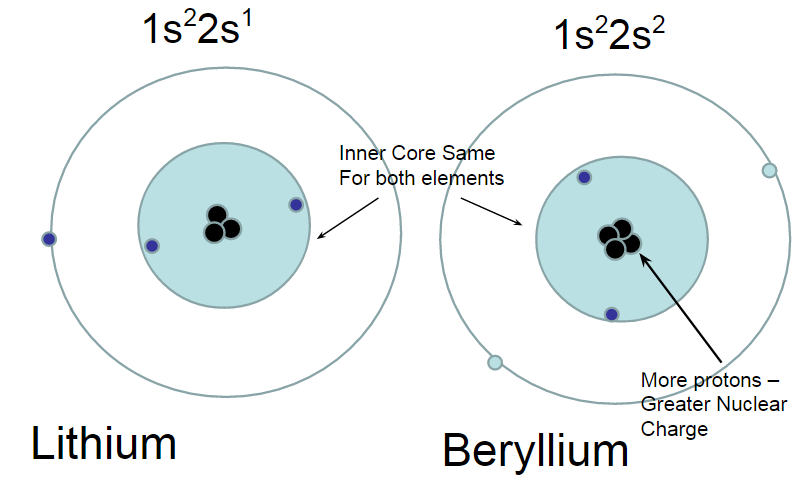 1s²2s¹
1s²2s²
Inner Core Same
For both elements
More protons –
Greater Nuclear
Charge
Lithium
Beryllium